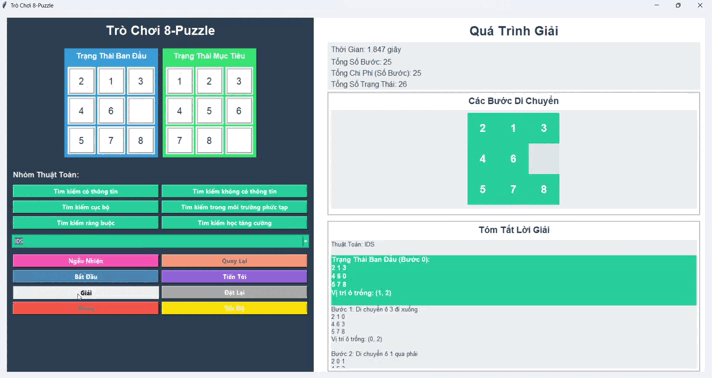 Trò Chơi 8-Puzzle
Trò Chơi 8-Puzzle
Trạng Thái Ban Đầu
2 1 3
4 6
5 7 8
Trạng Thái Mục Tiêu
1 2 3
4 5 6
7 8
Nhóm Thuật Toán:
Tìm kiếm có thông tin
Tìm kiếm không có thông tin
Tìm kiếm cục bộ
Tìm kiếm trong môi trường phức tạp
Tìm kiếm ràng buộc
Tìm kiếm học tăng cường
IDS
Ngẫu Nhiên
Quay Lại
Bắt Đầu
Tiến Tới
Giải
Đặt Lại
Quá Trình Giải
Thời Gian: 1.847 giây
Tổng Số Bước: 25
Tổng Chi Phí (Số Bước): 25
Tổng Số Trạng Thái: 26
Các Bước Di Chuyển
2 1 3
4 6
5 7 8
Tóm Tắt Lời Giải
Thuật Toán: IDS
Trạng Thái Ban Đầu (Bước 0):
2 1 3
4 6 0
5 7 8
Vị trí ô trống: (1, 2)
Bước 1: Di chuyển ô 3 đi xuống
2 1 0
4 6 3
5 7 8
Vị trí ô trống: (0, 2)
Bước 2: Di chuyển ô 1 qua phải
2 0 1